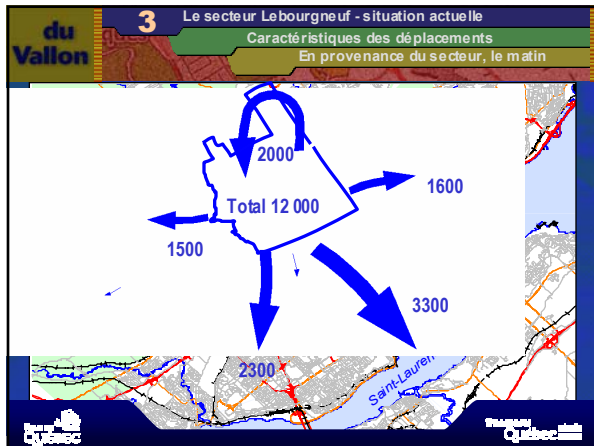 du
Vallon
3
Le secteur Lebourgneuf - situation actuelle
Caractéristiques des déplacements
En provenance du secteur, le matin
2000
1600
Total 12 000
1500
3300
2300
Saint-Lauren
QUÉBEC
Québec